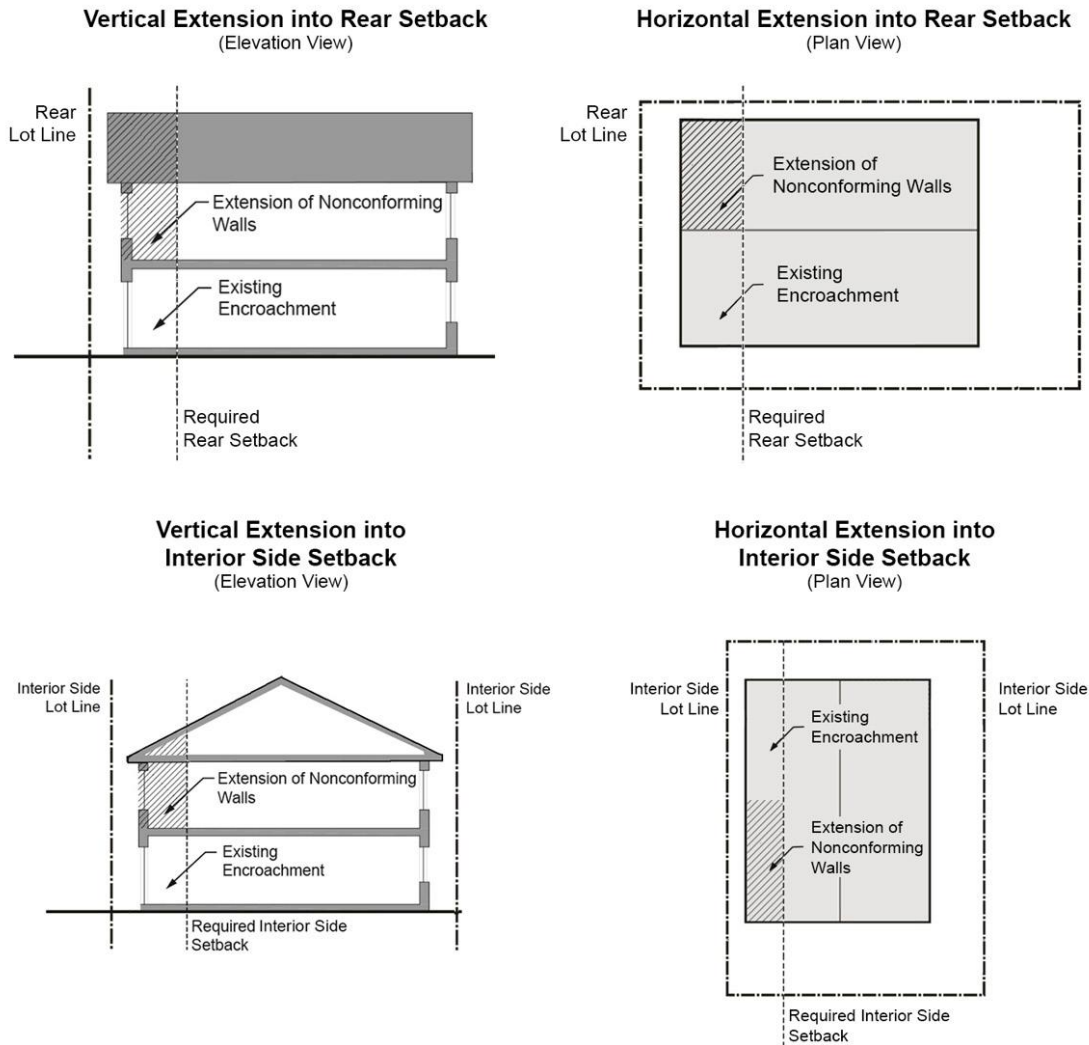 Vertical Extension into Rear Setback
(Elevation View)
Rear
Lot Line
Extension of Nonconforming
Walls
Existing
Encroachment
Required
Rear Setback
Horizontal Extension into Rear Setback
(Plan View)
Rear
Lot Line
Extension of
Nonconforming Walls
Existing
Encroachment
Required
Rear Setback
Vertical Extension into
Interior Side Setback
(Elevation View)
Interior Side
Lot Line
Interior Side
Lot Line
Extension of Nonconforming
Walls
Existing
Encroachment
Required Interior Side
Setback
Horizontal Extension into
Interior Side Setback
(Plan View)
Interior Side
Lot Line
Interior Side
Lot Line
Existing
Encroachment
Extension of
Nonconforming
Walls
Required Interior Side
Setback